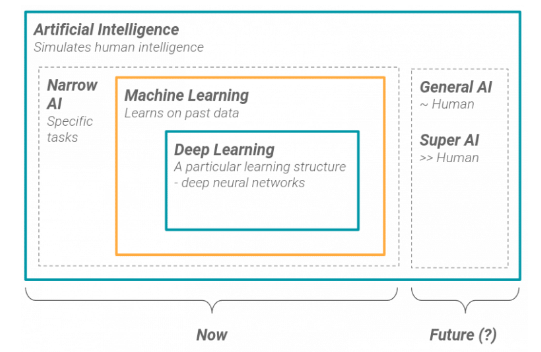 Artificial Intelligence
Simulates human intelligence
Narrow
AI
Specific
tasks
Machine Learning
Learns on past data
Deep Learning
A particular learning structure
- deep neural networks
General AI
~ Human
Super AI
>> Human
Now
Future (?)